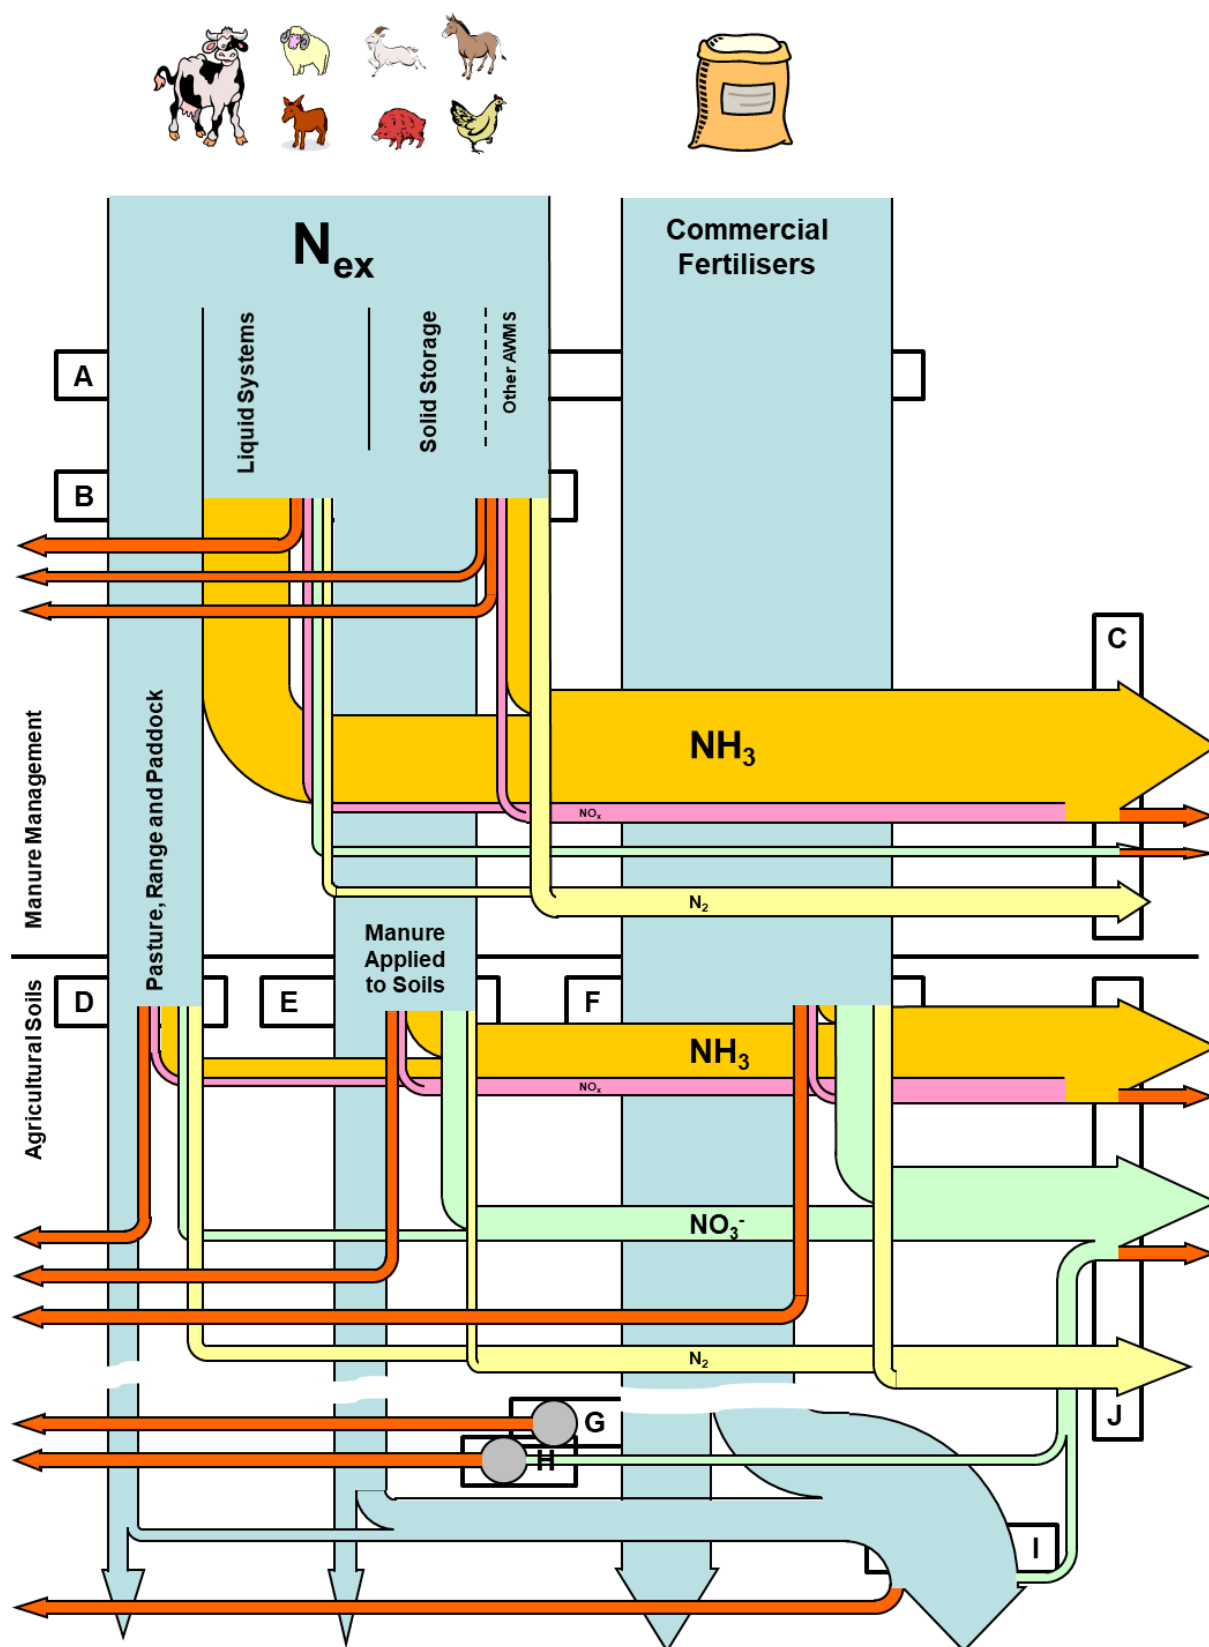 N_ex
Commercial
Fertilisers
Liquid Systems
Solid Storage
Other AWMS
A
B
C
NH₃
NOₓ
N₂
Manure Management
Pasture, Range and Paddock
Manure
Applied
to Soils
Agricultural Soils
D
E
F
NH₃
NOₓ
NO₃⁻
N₂
G
J
H
I